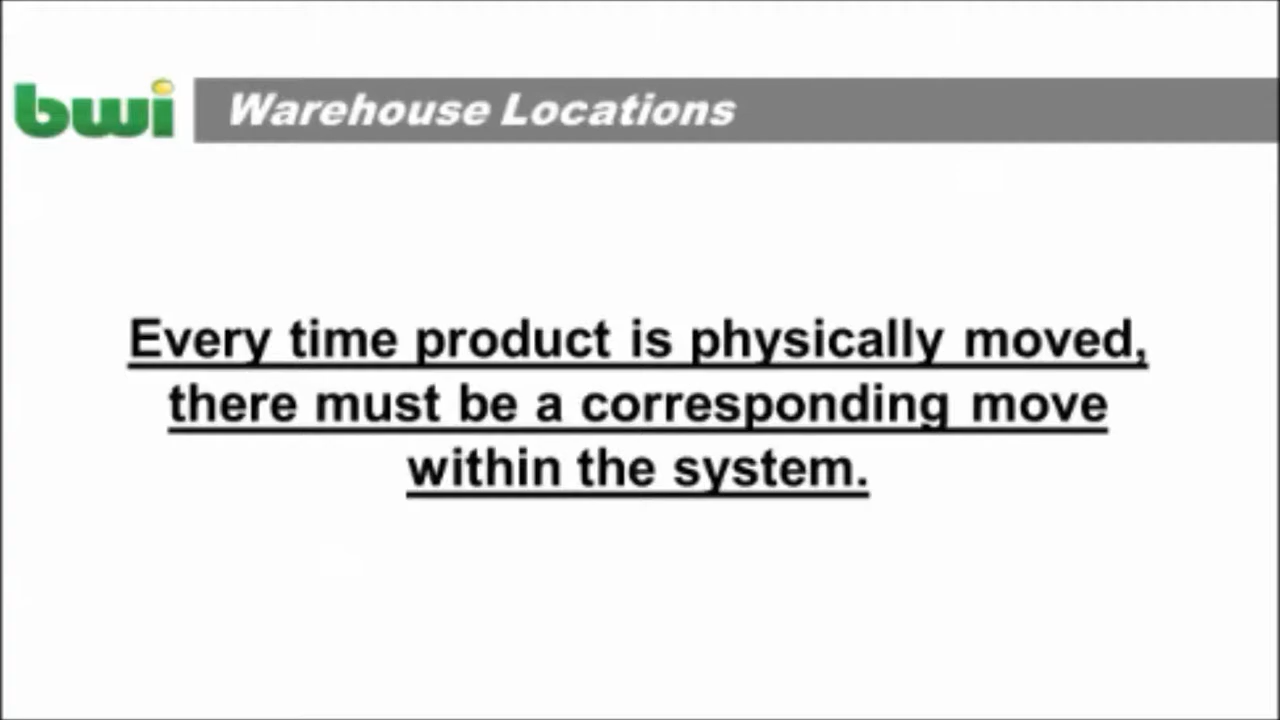 bwi
Warehouse Locations
Every time product is physically moved,
there must be a corresponding move
within the system.